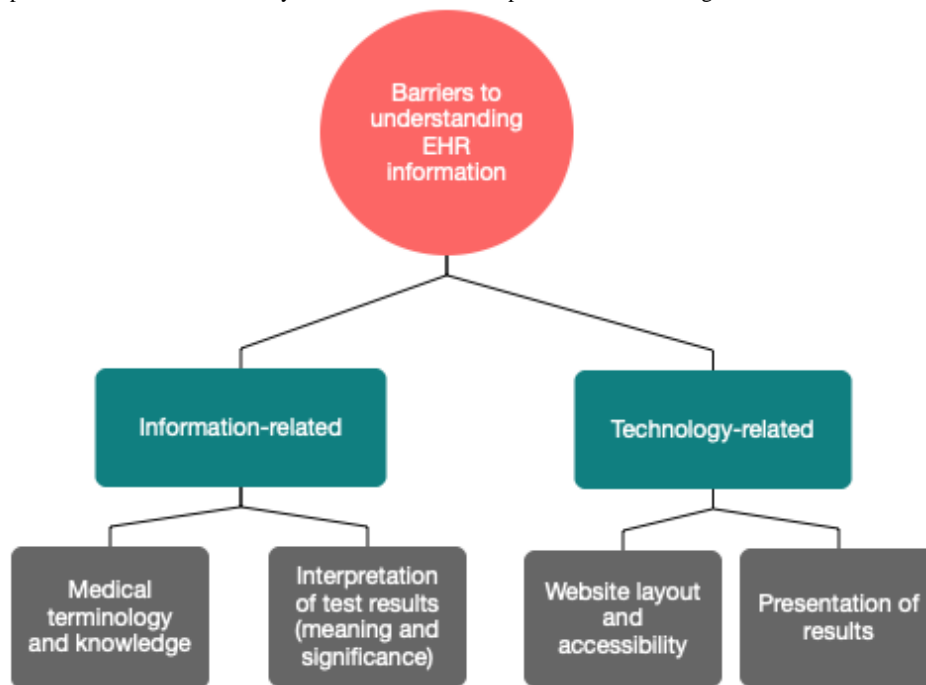 Barriers to
understanding
EHR
information
Information-related
Technology-related
Medical
terminology
and knowledge
Interpretation
of test results
(meaning and
significance)
Website layout
and
accessibility
Presentation of
results